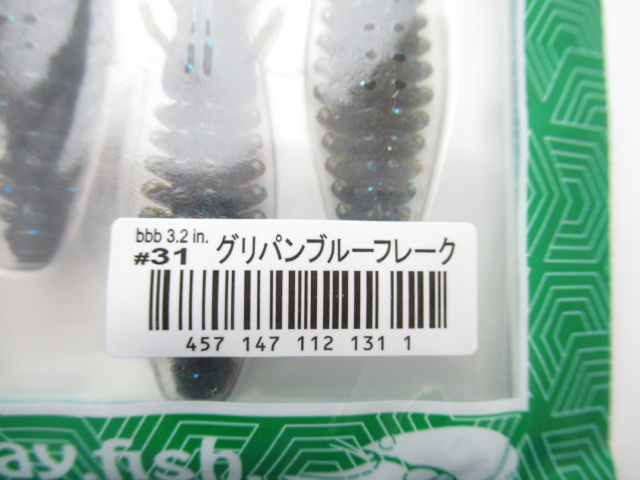 bbb 3.2 in.
#31 グリパンブルーフレーク
457 147 112 131 1
ay.fish.